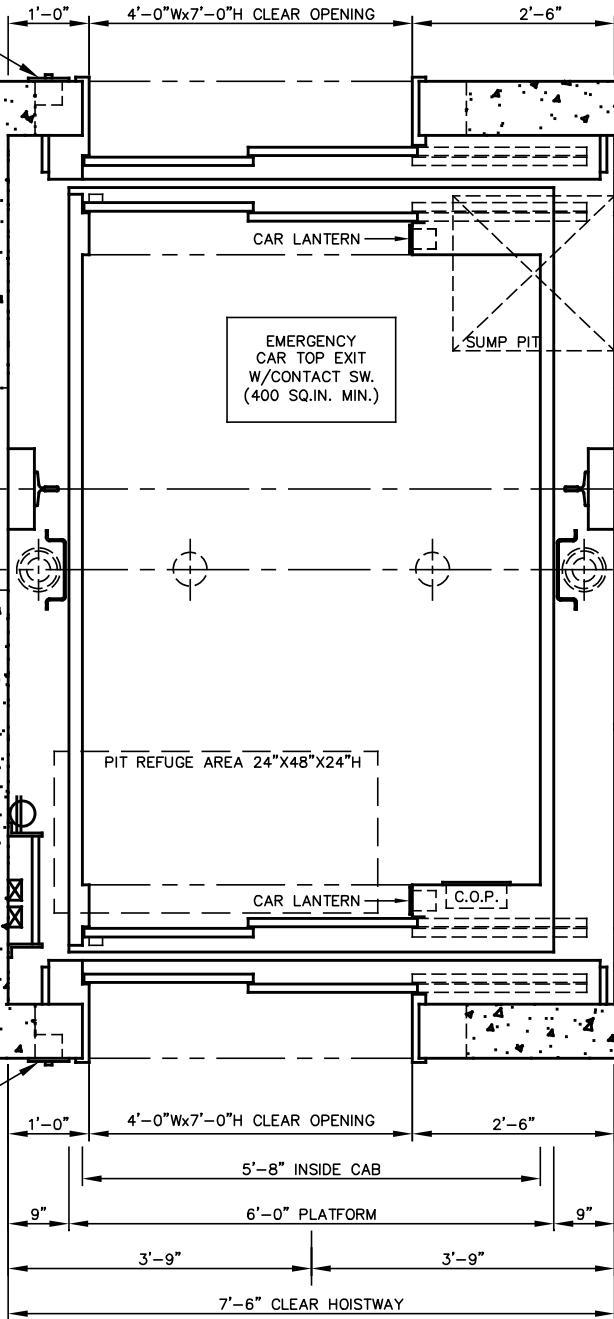 1'-0" 4'-0"Wx7'-0"H CLEAR OPENING 2'-6"
CAR LANTERN
SUMP PIT
EMERGENCY
CAR TOP EXIT
W/CONTACT SW.
(400 SQ.IN. MIN.)
PIT REFUGE AREA 24"X48"X24"H
CAR LANTERN
C.O.P.
1'-0" 4'-0"Wx7'-0"H CLEAR OPENING 2'-6"
5'-8" INSIDE CAB
9" 6'-0" PLATFORM 9"
3'-9" 3'-9"
7'-6" CLEAR HOISTWAY